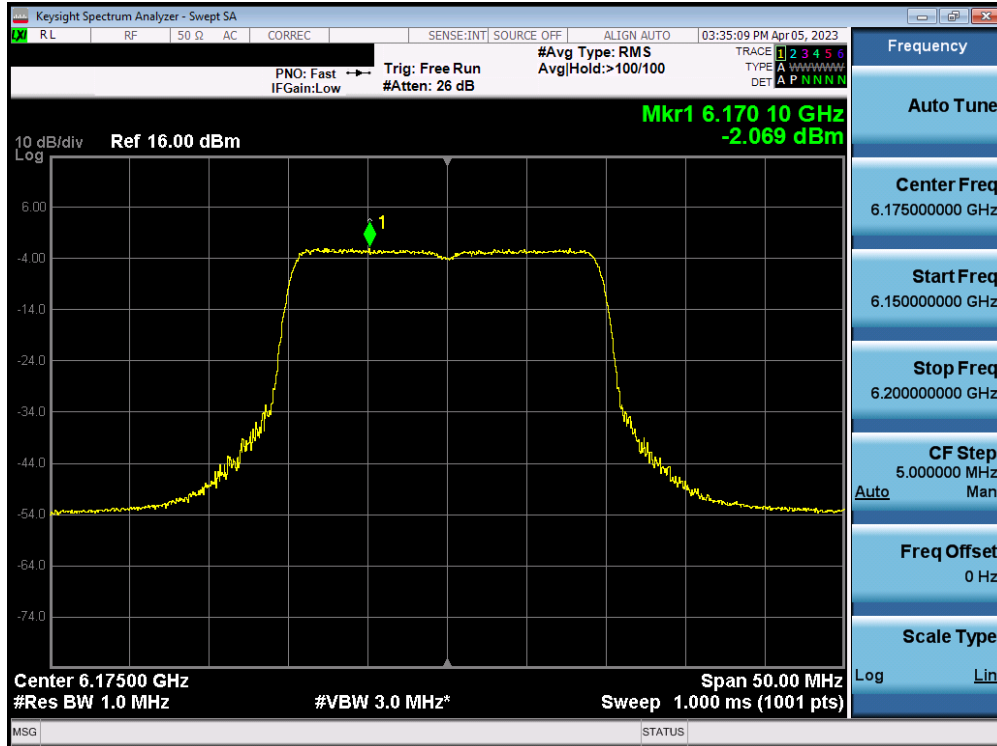 Keysight Spectrum Analyzer - Swept SA
LXI RL RF 50 Ω AC CORREC SENSE:INT SOURCE OFF ALIGN AUTO 03:35:09 PM Apr 05, 2023
PNO: Fast
IFGain:Low
Trig: Free Run
#Atten: 26 dB
#Avg Type: RMS
Avg|Hold:>100/100
TRACE 1 2 3 4 5 6
TYPE A WWWWW
DET A P N N N N
Mkr1 6.170 10 GHz
-2.069 dBm
10 dB/div Ref 16.00 dBm
Log
1
6.00
-4.00
-14.0
-24.0
-34.0
-44.0
-54.0
-64.0
-74.0
Center 6.17500 GHz Span 50.00 MHz
#Res BW 1.0 MHz #VBW 3.0 MHz* Sweep 1.000 ms (1001 pts)
MSG STATUS
Frequency
Auto Tune
Center Freq
6.175000000 GHz
Start Freq
6.150000000 GHz
Stop Freq
6.200000000 GHz
CF Step
5.000000 MHz
Auto Man
Freq Offset
0 Hz
Scale Type
Log Lin